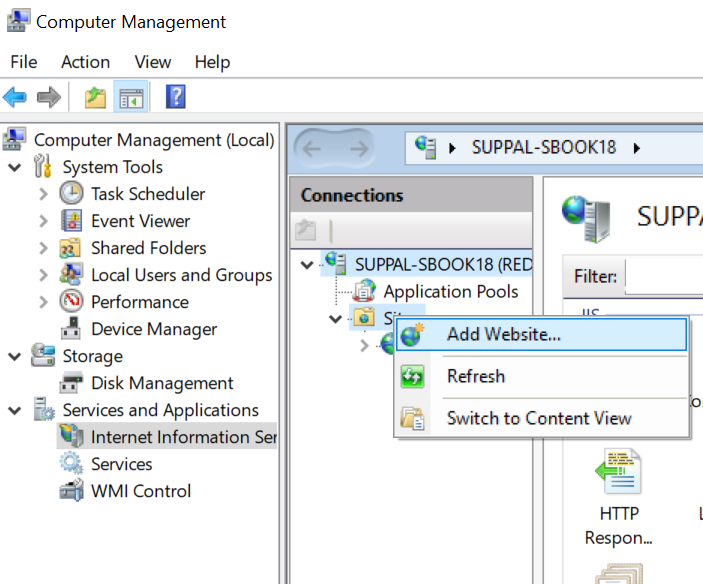 Computer Management
File Action View Help
Computer Management (Local)
System Tools
Task Scheduler
Event Viewer
Shared Folders
Local Users and Groups
Performance
Device Manager
Storage
Disk Management
Services and Applications
Internet Information Ser
Services
WMI Control
SUPPAL-SBOOK18
Connections
SUPPAL-SBOOK18 (RED
Application Pools
Add Website...
Refresh
Switch to Content View
SUPPA
Filter:
IIS
HTTP
Respon...